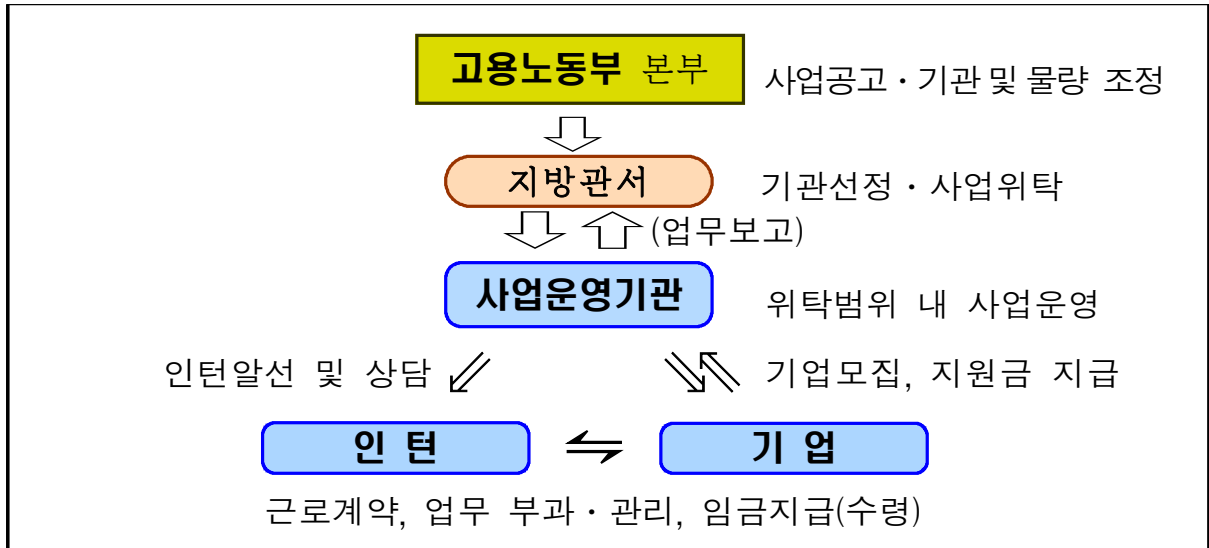 고용노동부 본부 사업공고·기관 및 물량 조정
지방관서 기관선정·사업위탁
(업무보고)
사업운영기관 위탁범위 내 사업운영
인턴알선 및 상담 기업모집, 지원금 지급
인 턴 기 업
근로계약, 업무 부과·관리, 임금지급(수령)